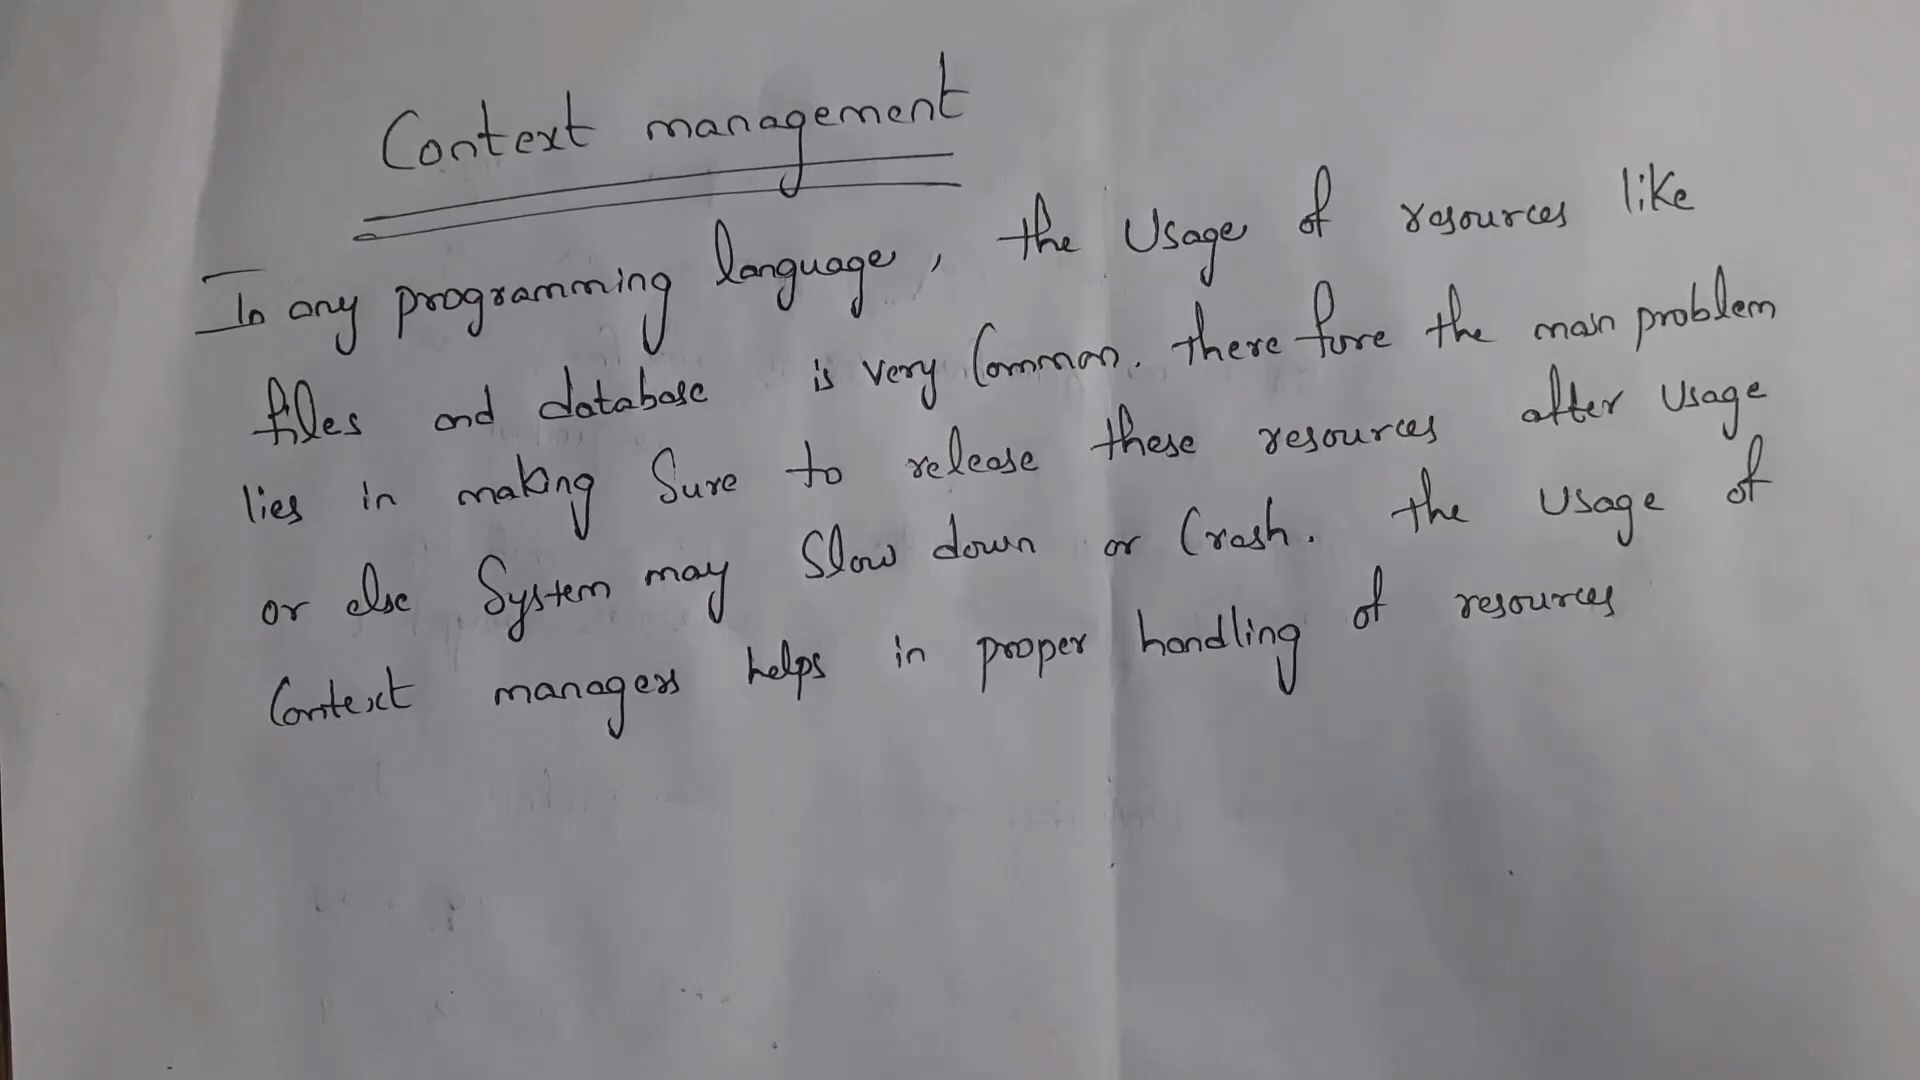 Context management
In any programming language, the Usage of resources like
files and database is very Common. there fore the main problem
lies in making Sure to release these resources after usage
or else System may Slow down or Crash. the usage of
Context managers helps in proper handling of resources